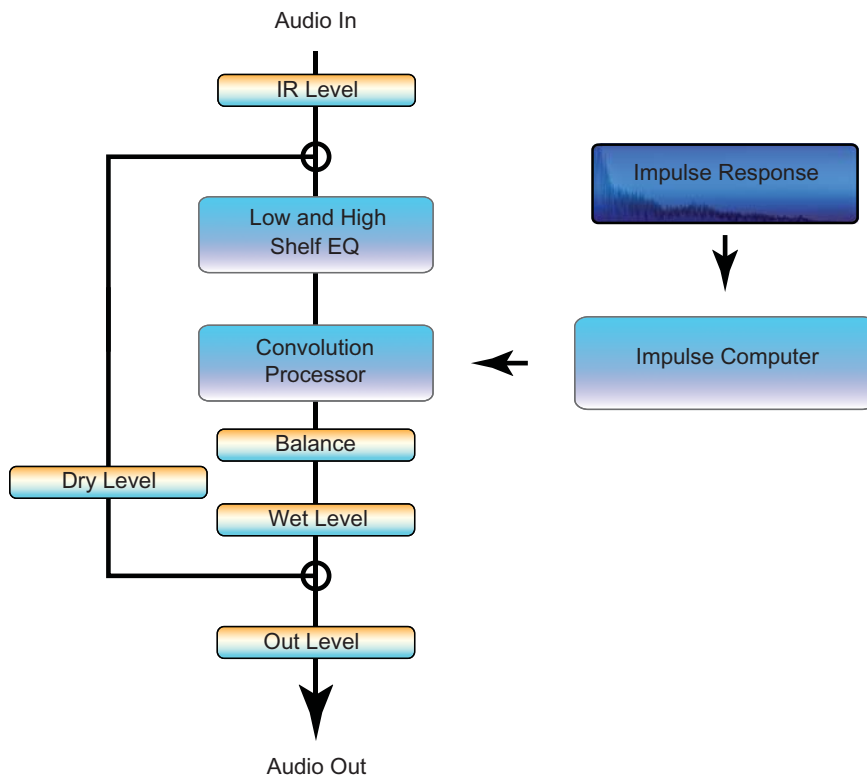 Audio In
IR Level
Impulse Response
Low and High
Shelf EQ
Convolution
Processor
Impulse Computer
Balance
Dry Level
Wet Level
Out Level
Audio Out